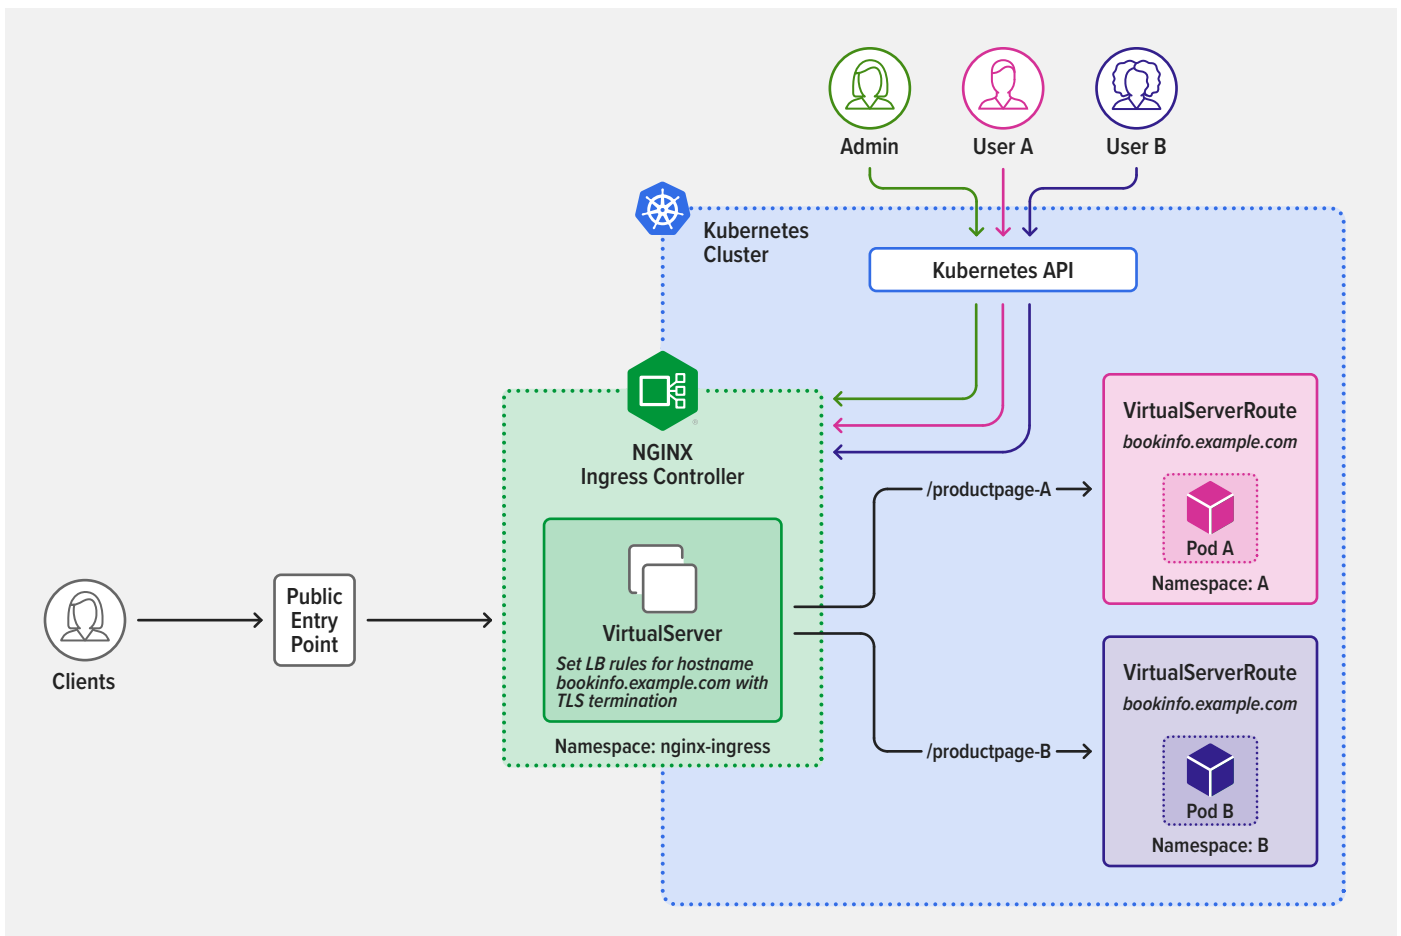 Admin
User A
User B
Kubernetes
Cluster
Kubernetes API
NGINX
Ingress Controller
VirtualServer
Set LB rules for hostname
bookinfo.example.com with
TLS termination
Namespace: nginx-ingress
Clients
Public
Entry
Point
/productpage-A
/productpage-B
VirtualServerRoute
bookinfo.example.com
Pod A
Namespace: A
VirtualServerRoute
bookinfo.example.com
Pod B
Namespace: B
®